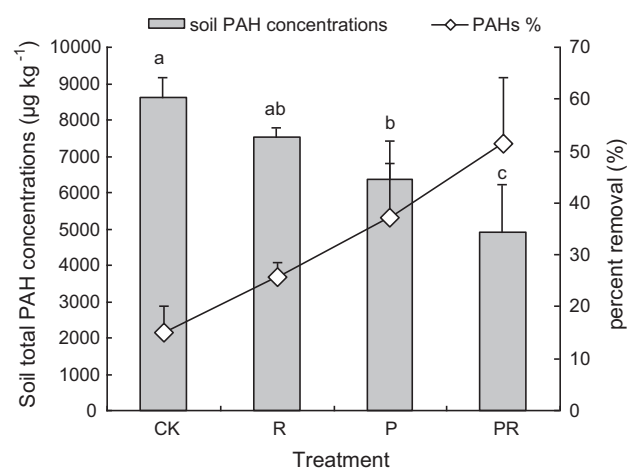 soil PAH concentrations PAHs %
Soil total PAH concentrations (µg kg⁻¹)
10000
9000
8000
7000
6000
5000
4000
3000
2000
1000
0
a
ab
b
c
70
60
50
40
30
20
10
0
percent removal (%)
CK R P PR
Treatment